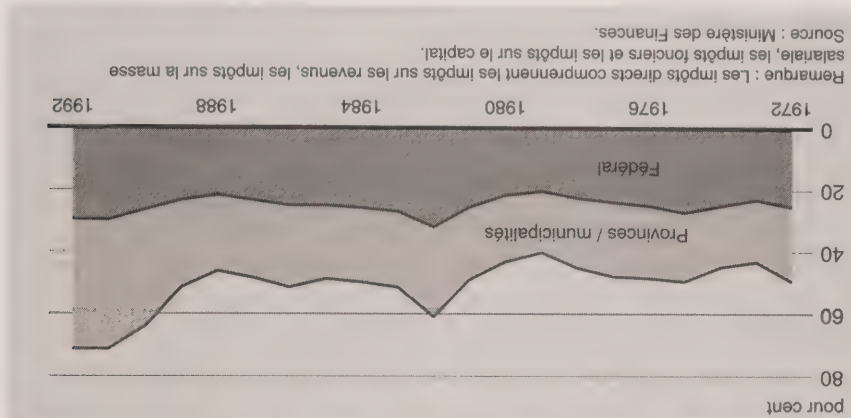 pour cent
80
60
40
20
0
Provinces / municipalités
Fédéral
1972 1976 1980 1984 1988 1992
Remarque : Les impôts directs comprennent les impôts sur les revenus, les impôts sur la masse
salariale, les impôts fonciers et les impôts sur le capital.
Source : Ministère des Finances.